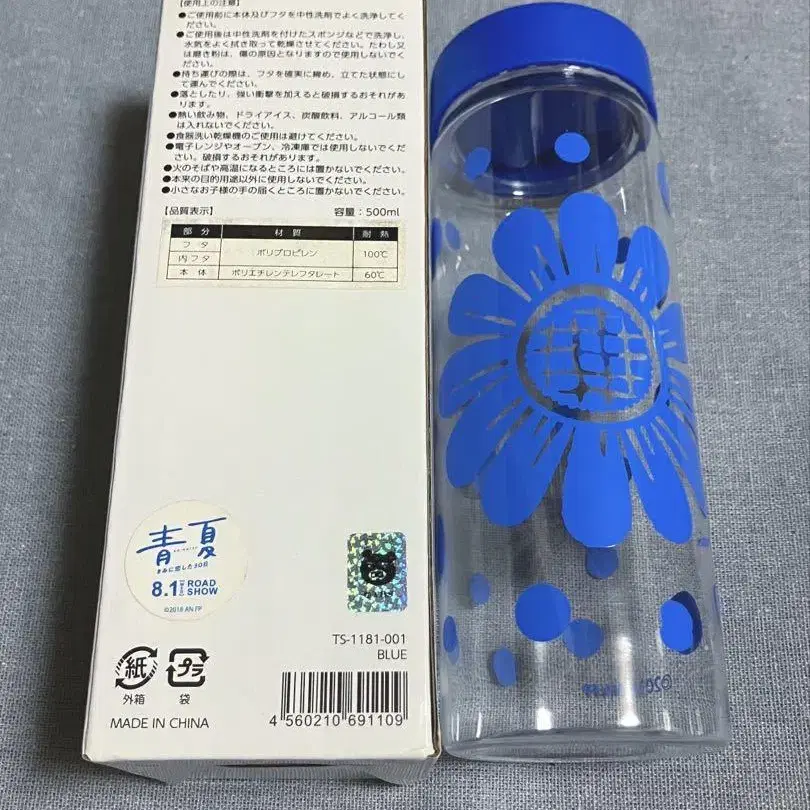 【使用上の注意】
●ご使用前に本体及びフタを中性洗剤でよく洗浄してく
ださい。
●ご使用後は中性洗剤を付けたスポンジなどで洗浄し、
水気をよく拭き取って乾燥させてください。たわし又
は磨き粉は、傷の原因となりますので使用しないでく
ださい。
●持ち運びの際は、フタを確実に締め、立てた状態にし
て運んでください。
●落としたり、強い衝撃を加えると破損するおそれがあ
ります。
●熱い飲み物、ドライアイス、炭酸飲料、アルコール類
は入れないでください。
●食器洗い乾燥機のご使用は避けてください。
●電子レンジやオーブン、冷凍庫では使用しないでくだ
さい。破損するおそれがあります。
●火のそばや高温になるところには置かないでください。
●本来の目的用途以外に使用しないでください。
●小さなお子様の手の届くところに置かないでください。
【品質表示】 容量:500ml
部分 材質 耐熱
フタ ポリプロピレン 100℃
内フタ
本体 ポリエチレンテレフタレート 60℃
青夏
きみに恋した30日
8.1 ROAD
SHOW
©2018 AN FP
TS-1181-001
BLUE
紙 プラ
外箱 袋
MADE IN CHINA
4 560210 691109